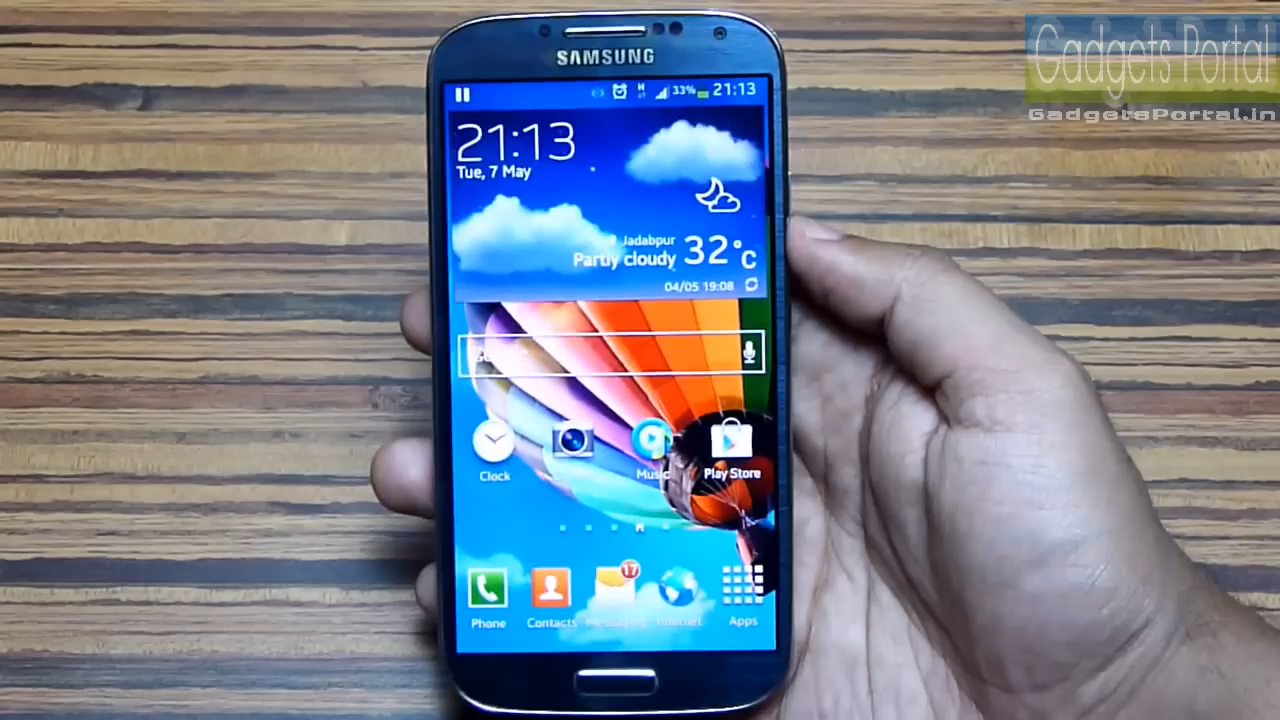 Gadgets Portal
GadgetsPortal.in
SAMSUNG
H
33%
21:13
21:13
Tue, 7 May
Jadabpur
Partly cloudy
32°C
04/05 19:08
Clock
Music
Play Store
17
Phone
Contacts
Messaging
Internet
Apps